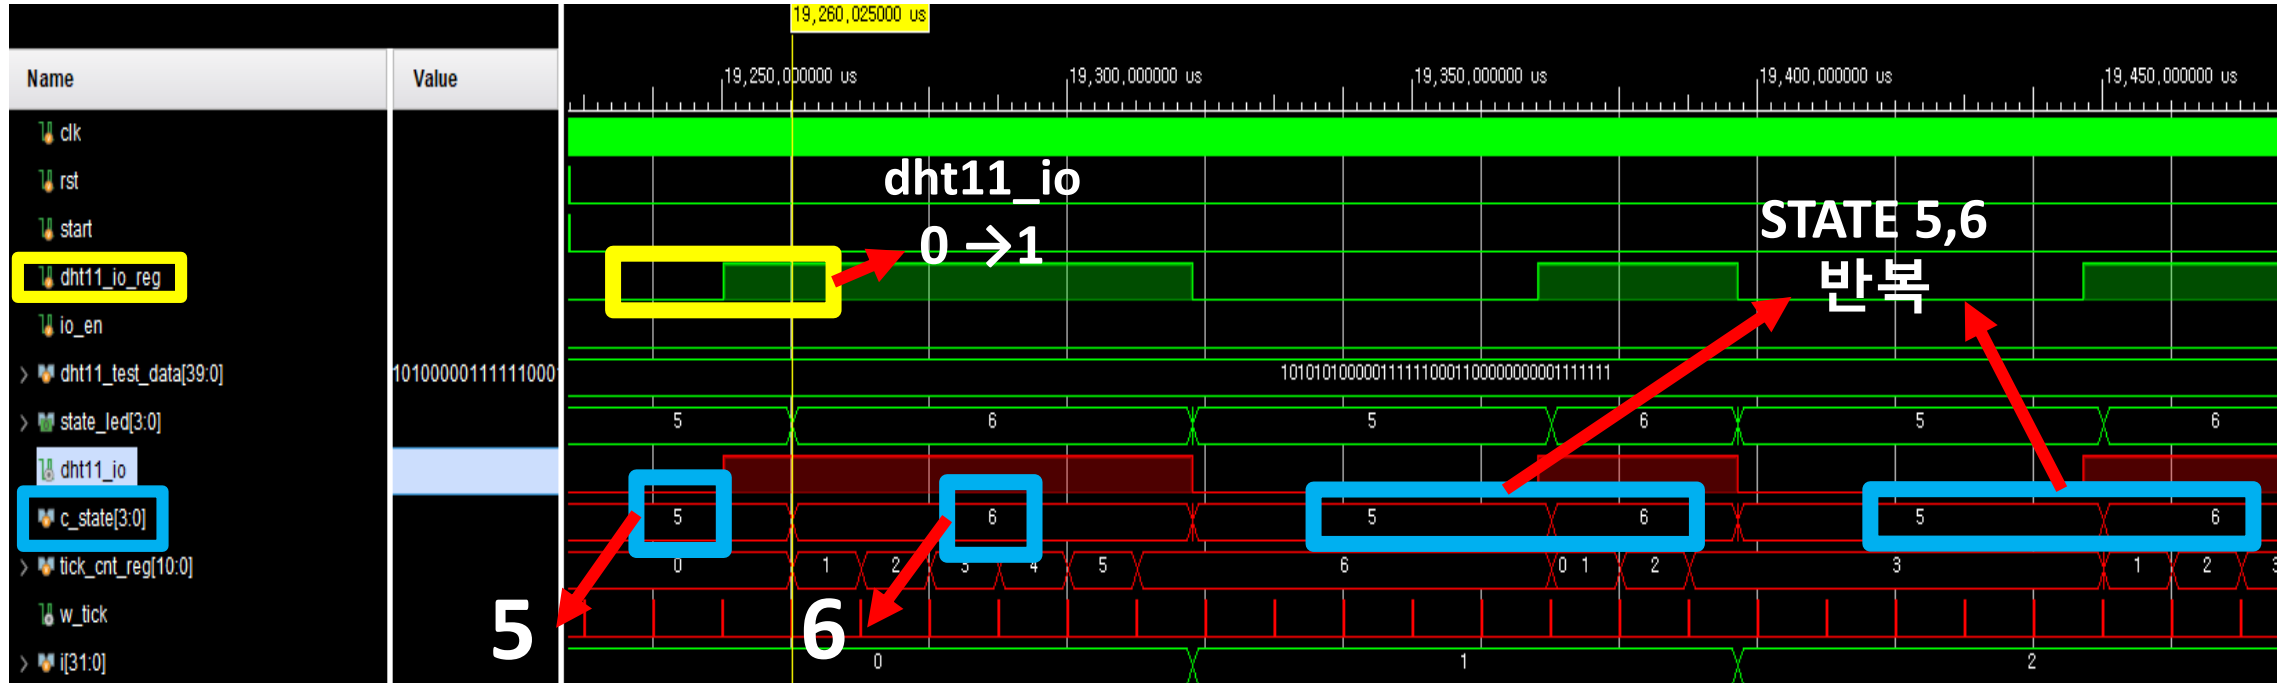 19,260.025000 us
Name Value 19,250.000000 us 19,300.000000 us 19,350.000000 us 19,400.000000 us 19,450.000000 us
clk
dht11_io
0 →1
STATE 5,6
반복
rst
start
dht11_io_reg
io_en
dht11_test_data[39:0] 10100000111111000
state_led[3:0] 5 6 5 6 5 6
dht11_io
c_state[3:0] 5 6 5 6 5 6
tick_cnt_reg[10:0] 0 1 2 3 4 5 6 0 1 2 3 1 2 3
w_tick
5 6
i[31:0] 0 1 2